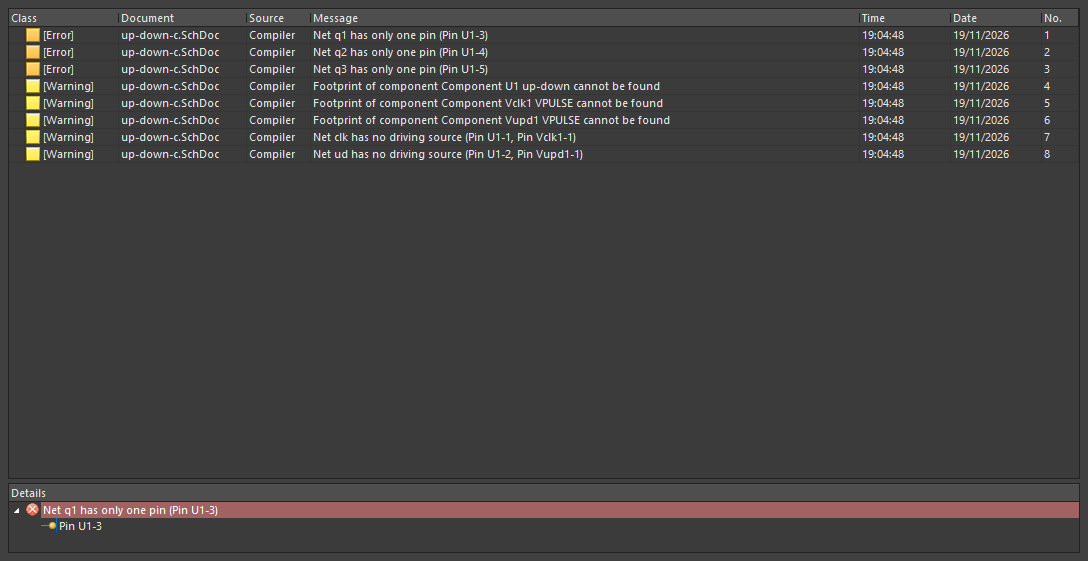 Class Document Source Message Time Date No.
[Error] up-down-c.SchDoc Compiler Net q1 has only one pin (Pin U1-3) 19:04:48 19/11/2026 1
[Error] up-down-c.SchDoc Compiler Net q2 has only one pin (Pin U1-4) 19:04:48 19/11/2026 2
[Error] up-down-c.SchDoc Compiler Net q3 has only one pin (Pin U1-5) 19:04:48 19/11/2026 3
[Warning] up-down-c.SchDoc Compiler Footprint of component Component U1 up-down cannot be found 19:04:48 19/11/2026 4
[Warning] up-down-c.SchDoc Compiler Footprint of component Component Vclk1 VPULSE cannot be found 19:04:48 19/11/2026 5
[Warning] up-down-c.SchDoc Compiler Footprint of component Component Vupd1 VPULSE cannot be found 19:04:48 19/11/2026 6
[Warning] up-down-c.SchDoc Compiler Net clk has no driving source (Pin U1-1, Pin Vclk1-1) 19:04:48 19/11/2026 7
[Warning] up-down-c.SchDoc Compiler Net ud has no driving source (Pin U1-2, Pin Vupd1-1) 19:04:48 19/11/2026 8
Details
Net q1 has only one pin (Pin U1-3)
Pin U1-3